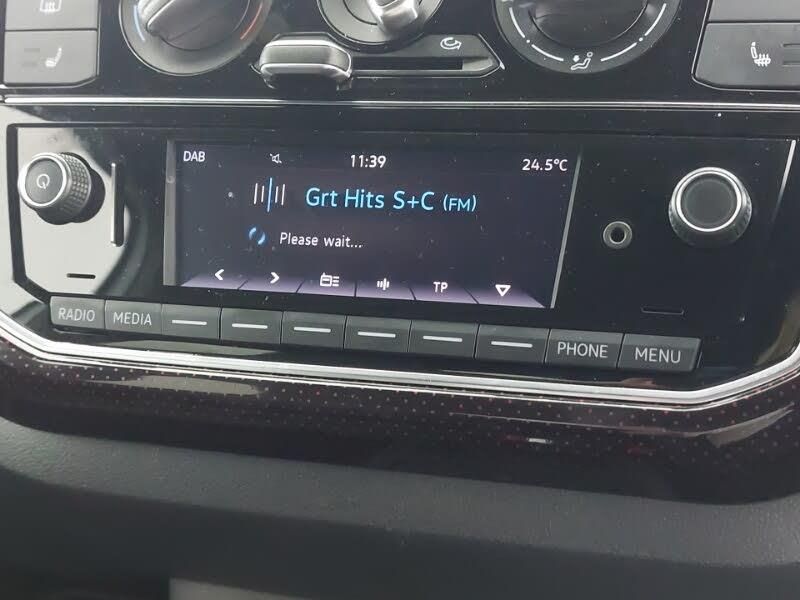 DAB 11:39 24.5°C
Grt Hits S+C (FM)
Please wait...
TP
RADIO MEDIA PHONE MENU